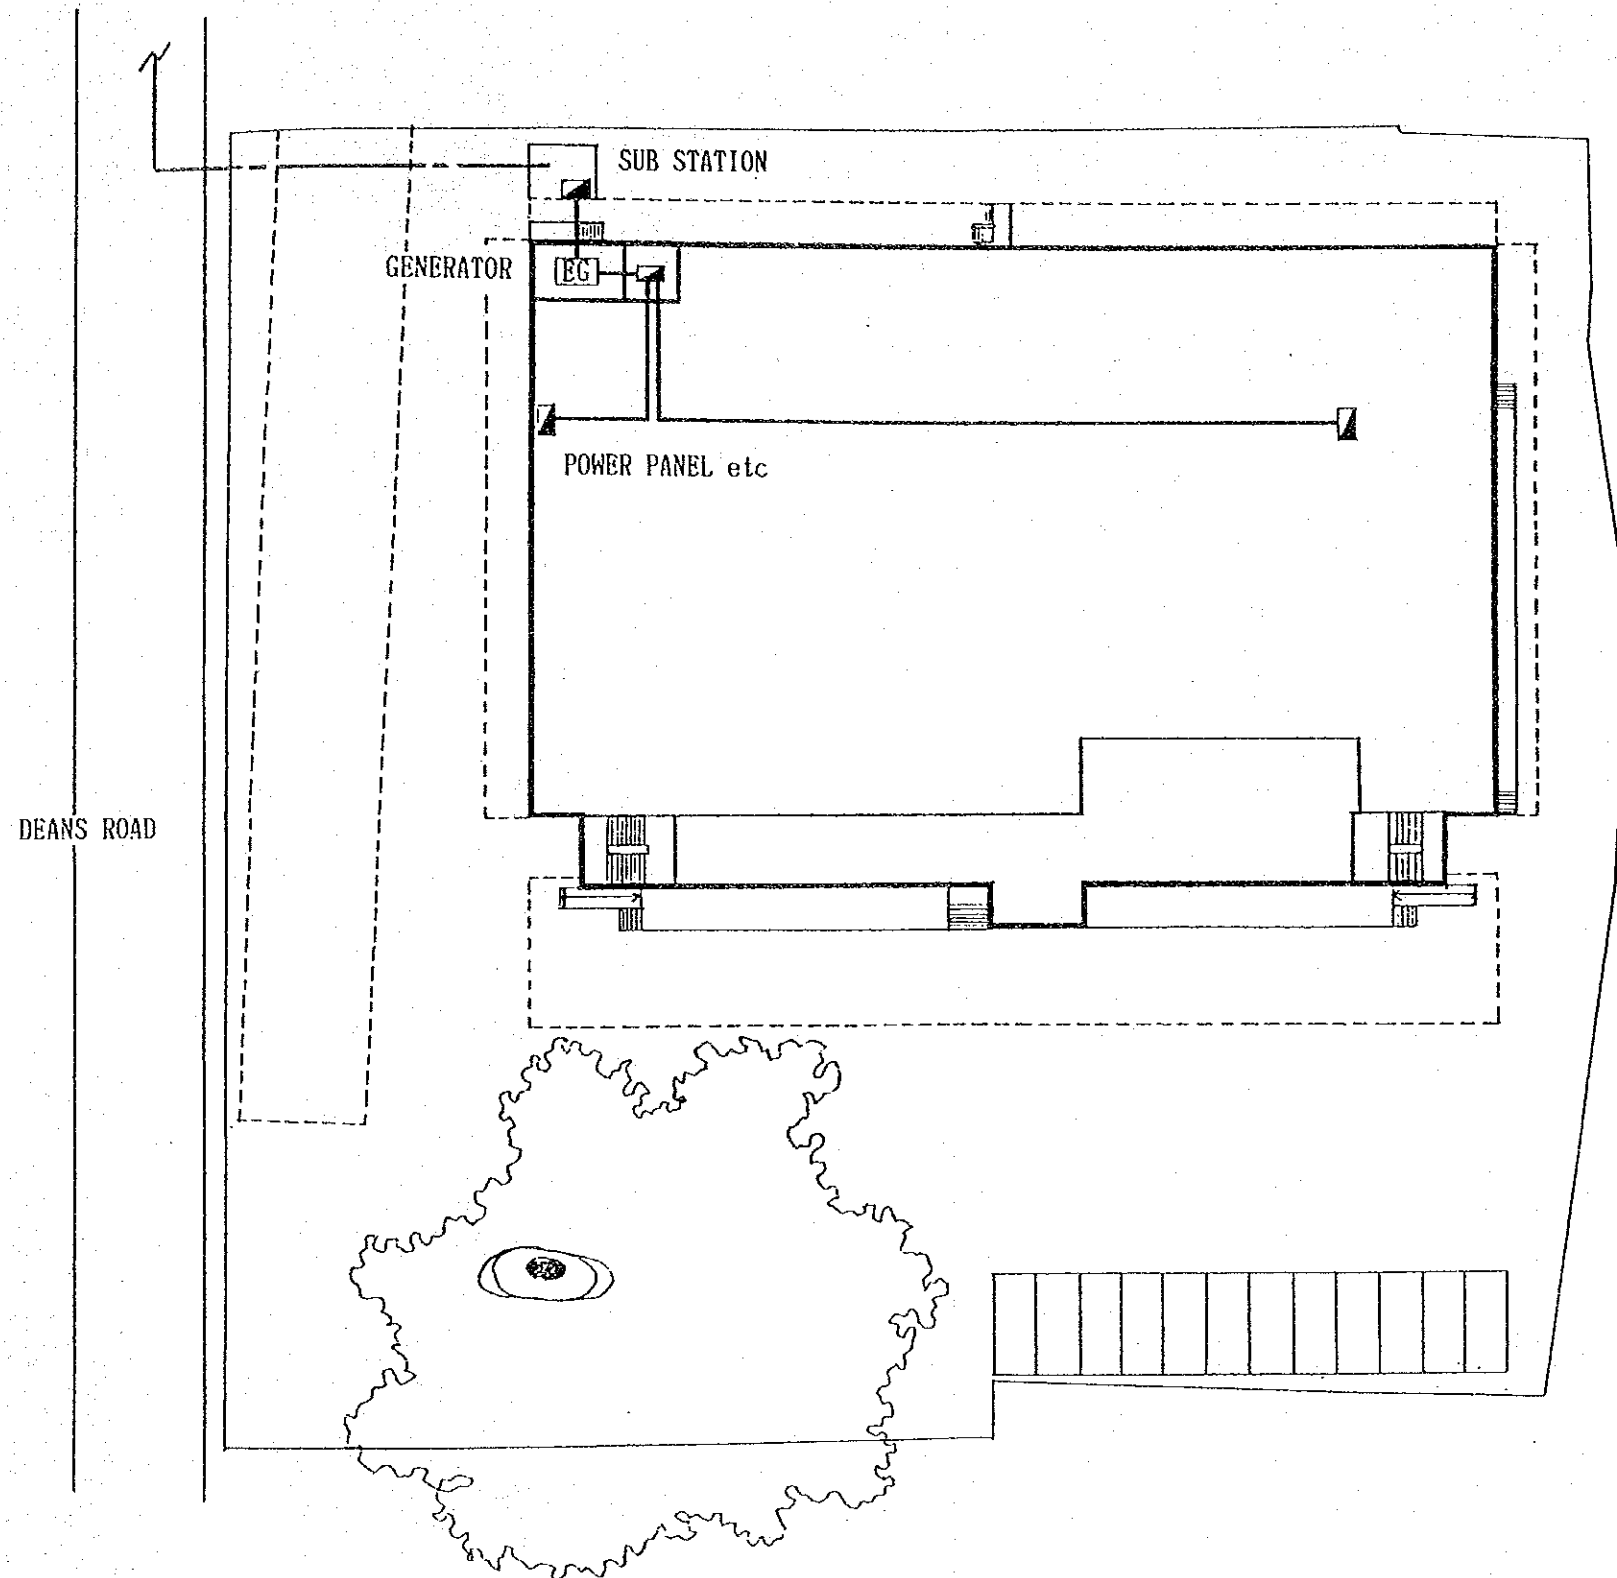 SUB STATION
GENERATOR
EG
POWER PANEL etc
DEANS ROAD